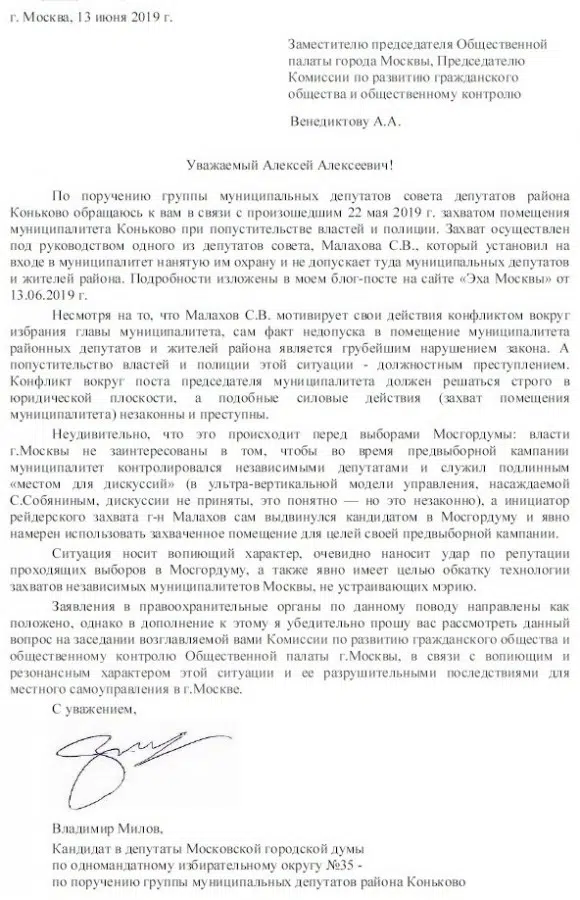 г. Москва, 13 июня 2019 г.
Заместителю председателя Общественной
палаты города Москвы, Председателю
Комиссии по развитию гражданского
общества и общественному контролю
Венедиктову А.А.
Уважаемый Алексей Алексеевич!
По поручению группы муниципальных депутатов совета депутатов района
Коньково обращаюсь к вам в связи с произошедшим 22 мая 2019 г. захватом помещения
муниципалитета Коньково при попустительстве властей и полиции. Захват осуществлен
под руководством одного из депутатов совета, Малахова С.В., который установил на
входе в муниципалитет нанятую им охрану и не допускает туда муниципальных депутатов
и жителей района. Подробности изложены в моем блог-посте на сайте «Эха Москвы» от
13.06.2019 г.
Несмотря на то, что Малахов С.В. мотивирует свои действия конфликтом вокруг
избрания главы муниципалитета, сам факт недопуска в помещение муниципалитета
районных депутатов и жителей района является грубейшим нарушением закона. А
попустительство властей и полиции этой ситуации - должностным преступлением.
Конфликт вокруг поста председателя муниципалитета должен решаться строго в
юридической плоскости, а подобные силовые действия (захват помещения
муниципалитета) незаконны и преступны.
Неудивительно, что это происходит перед выборами Мосгордумы: власти
г.Москвы не заинтересованы в том, чтобы во время предвыборной кампании
муниципалитет контролировался независимыми депутатами и служил подлинным
«местом для дискуссий» (в ультра-вертикальной модели управления, насаждаемой
С.Собяниным, дискуссии не приняты, это понятно — но это незаконно), а инициатор
рейдерского захвата г-н Малахов сам выдвинулся кандидатом в Мосгордуму и явно
намерен использовать захваченное помещение для целей своей предвыборной кампании.
Ситуация носит вопиющий характер, очевидно наносит удар по репутации
проходящих выборов в Мосгордуму, а также явно имеет целью обкатку технологии
захватов независимых муниципалитетов Москвы, не устраивающих мэрию.
Заявления в правоохранительные органы по данному поводу направлены как
положено, однако в дополнение к этому я убедительно прошу вас рассмотреть данный
вопрос на заседании возглавляемой вами Комиссии по развитию гражданского общества и
общественному контролю Общественной палаты г.Москвы, в связи с вопиющим и
резонансным характером этой ситуации и ее разрушительными последствиями для
местного самоуправления в г.Москве.
С уважением,
Владимир Милов,
Кандидат в депутаты Московской городской думы
по одномандатному избирательному округу №35 -
по поручению группы муниципальных депутатов района Коньково